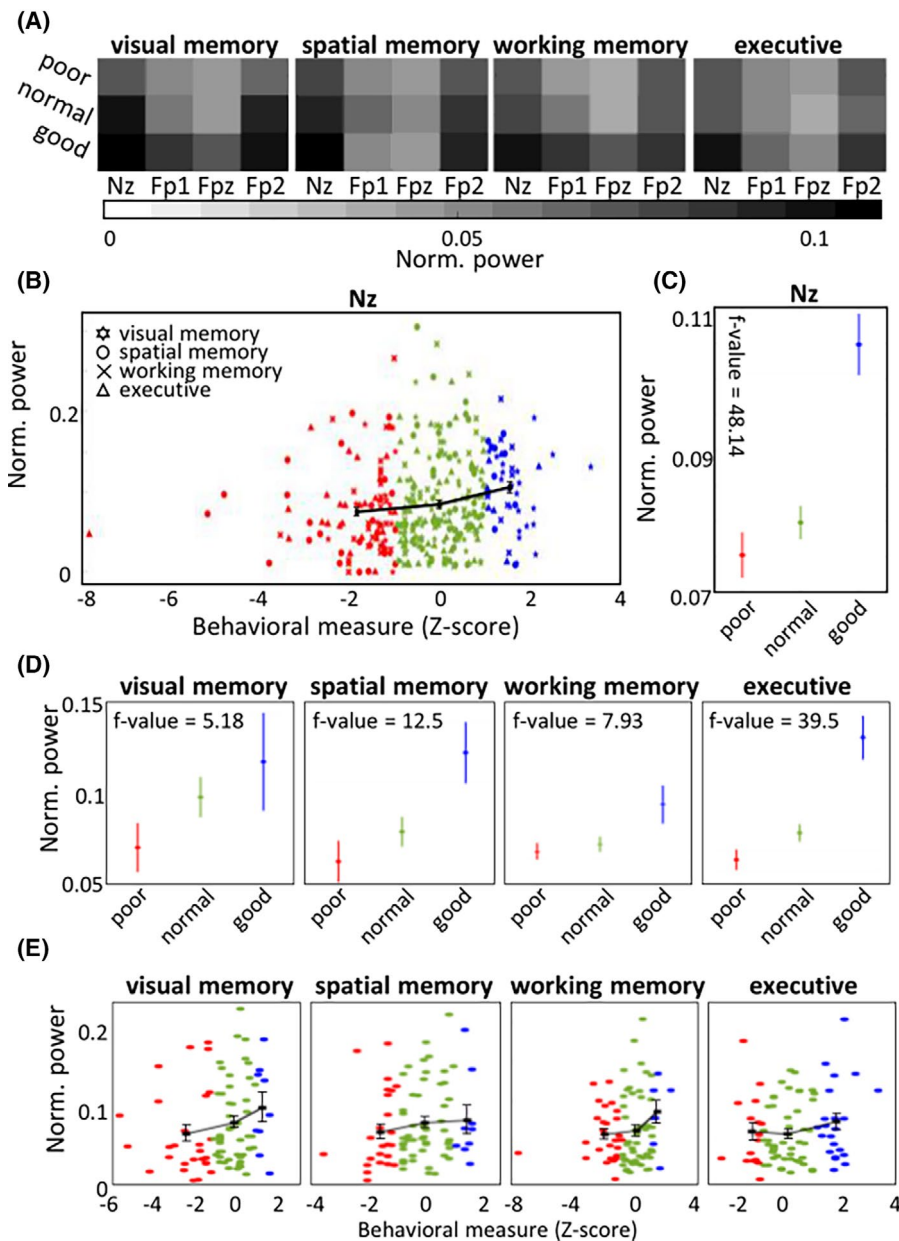 (A)
visual memory spatial memory working memory executive
poor
normal
good
Nz Fp1 Fpz Fp2 Nz Fp1 Fpz Fp2 Nz Fp1 Fpz Fp2 Nz Fp1 Fpz Fp2
0 0.05 0.1
Norm. power
(B)
Nz
visual memory
spatial memory
working memory
executive
Norm. power
0.2
0
-8 -6 -4 -2 0 2 4
Behavioral measure (Z-score)
(C)
Nz
f-value = 48.14
Norm. power
0.11
0.09
0.07
poor normal good
(D)
visual memory spatial memory working memory executive
f-value = 5.18 f-value = 12.5 f-value = 7.93 f-value = 39.5
Norm. power
0.15
0.1
0.05
poor normal good poor normal good poor normal good poor normal good
(E)
visual memory spatial memory working memory executive
Norm. power
0.2
0.1
0
-6 -4 -2 0 2 -4 -2 0 2 -8 -4 0 4 -2 0 2 4
Behavioral measure (Z-score)